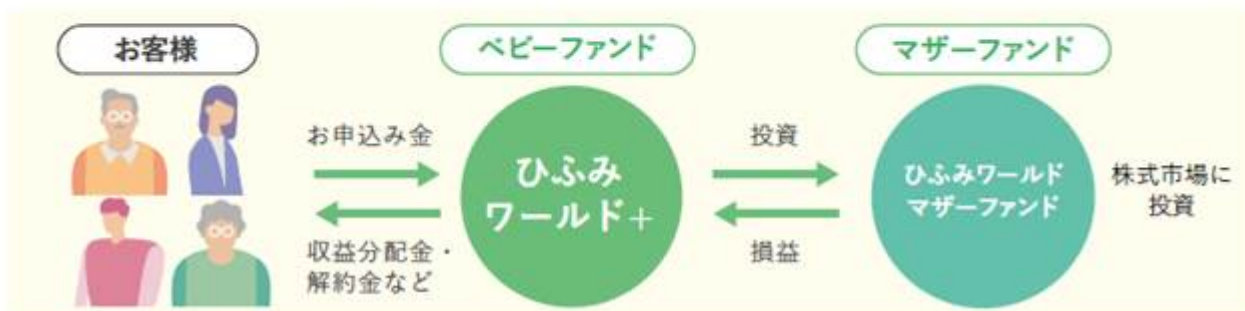 お客様
ベビーファンド
マザーファンド
お申込み金
収益分配金・
解約金など
ひふみ
ワールド+
投資
損益
ひふみワールド
マザーファンド
株式市場に
投資